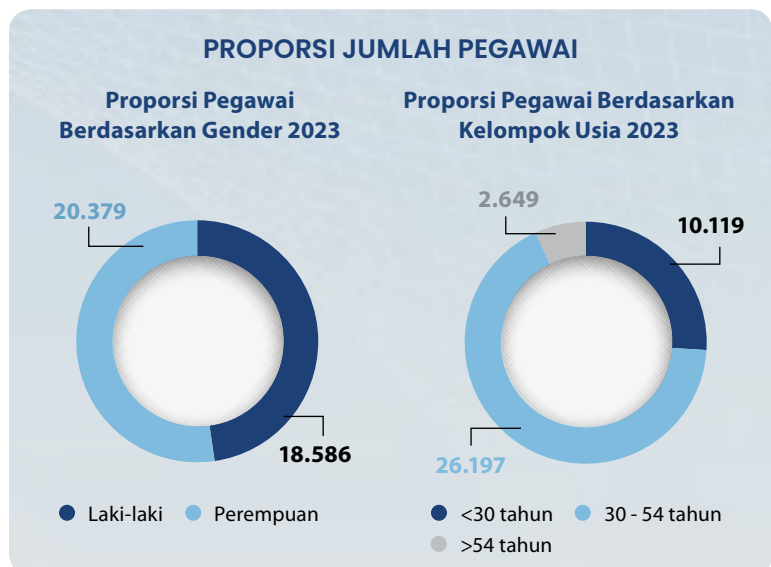 PROPORSI JUMLAH PEGAWAI
Proporsi Pegawai
Berdasarkan Gender 2023
20.379
18.586
Laki-laki
Perempuan
Proporsi Pegawai Berdasarkan
Kelompok Usia 2023
2.649
10.119
26.197
<30 tahun
30 - 54 tahun
>54 tahun